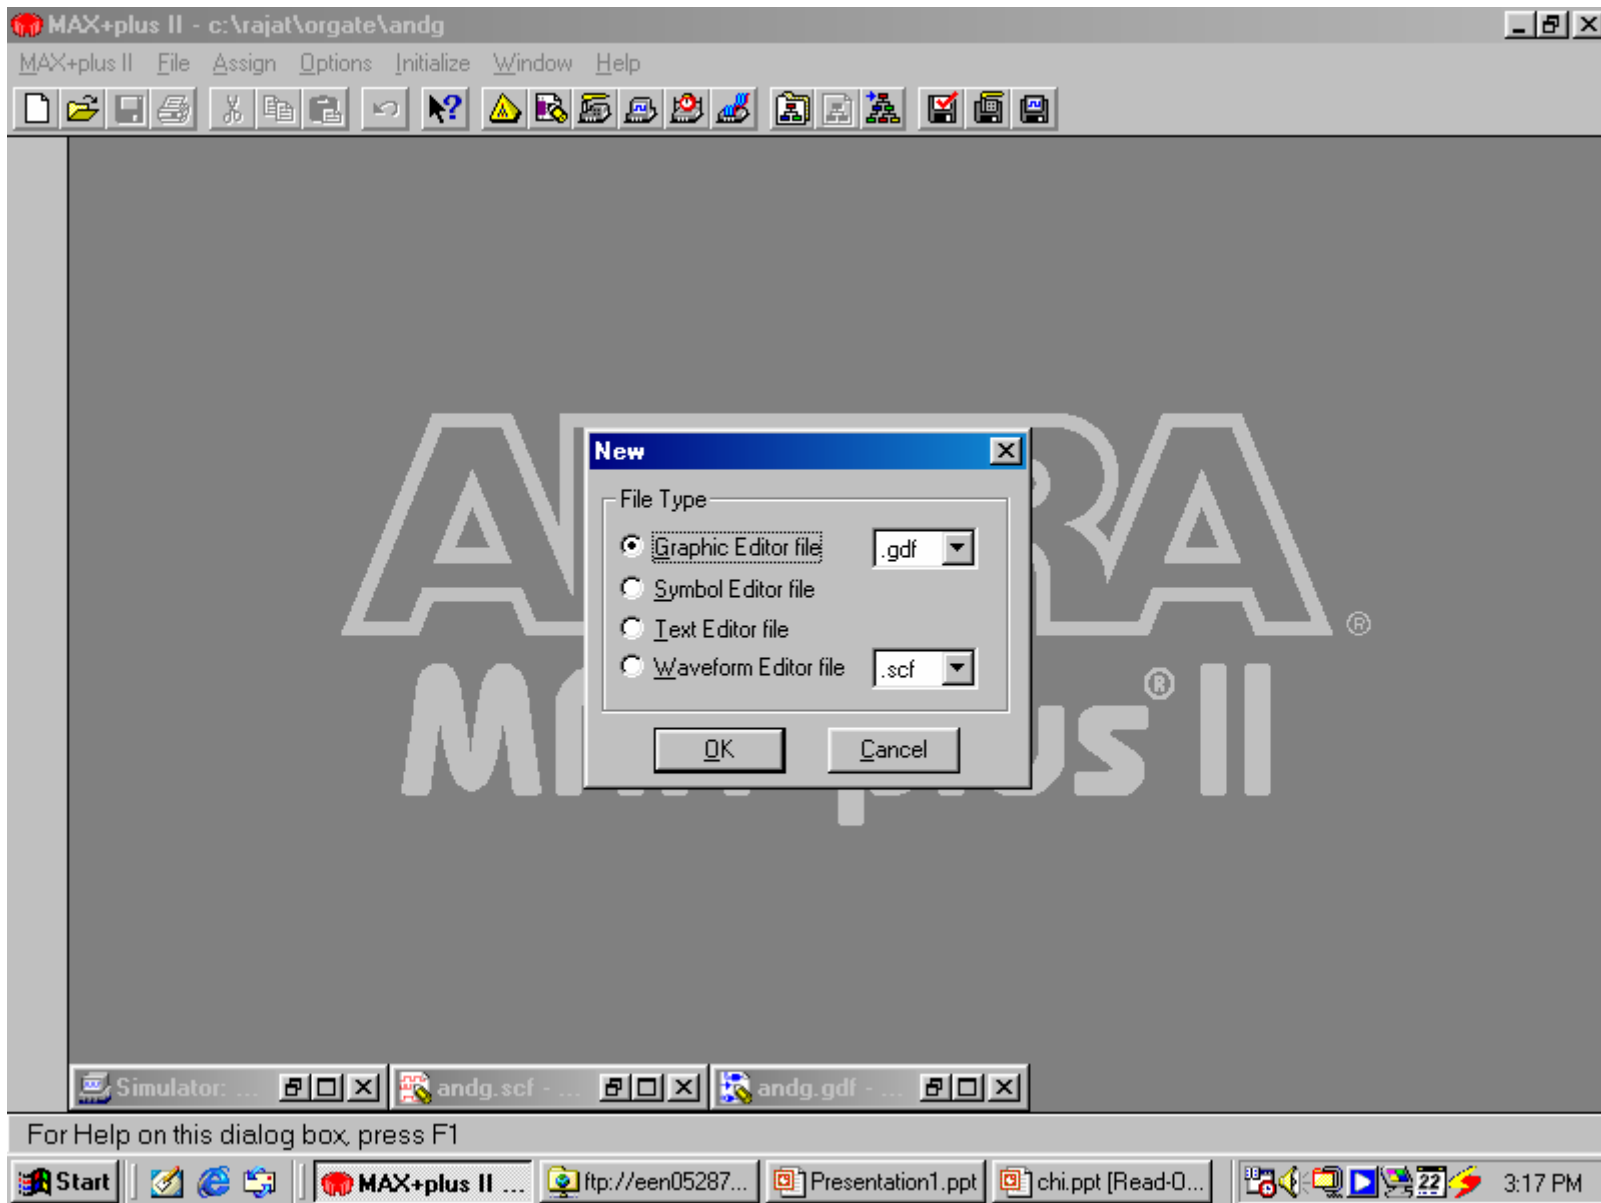 MAX+plus II - c:\rajat\orgate\andg
MAX+plus II File Assign Options Initialize Window Help
New
File Type
Graphic Editor file .gdf
Symbol Editor file
Text Editor file
Waveform Editor file .scf
OK Cancel
®
® II
Simulator: ... andg.scf - ... andg.gdf - ...
For Help on this dialog box, press F1
Start MAX+plus II ... ftp://een05287... Presentation1.ppt chi.ppt [Read-O... 22 3:17 PM